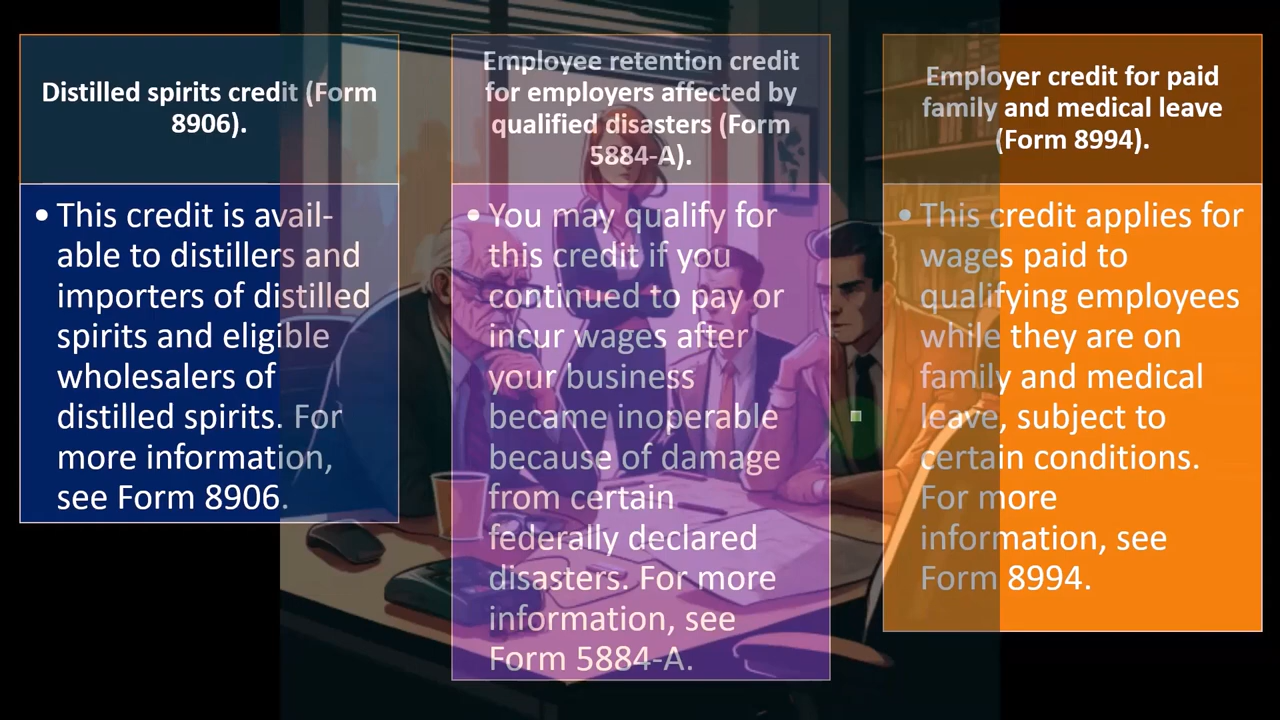 Distilled spirits credit (Form
8906).
• This credit is avail-
able to distillers and
importers of distilled
spirits and eligible
wholesalers of
distilled spirits. For
more information,
see Form 8906.
Employee retention credit
for employers affected by
qualified disasters (Form
5884-A).
• You may qualify for
this credit if you
continued to pay or
incur wages after
your business
became inoperable
because of damage
from certain
federally declared
disasters. For more
information, see
Form 5884-A.
Employer credit for paid
family and medical leave
(Form 8994).
• This credit applies for
wages paid to
qualifying employees
while they are on
family and medical
leave, subject to
certain conditions.
For more
information, see
Form 8994.